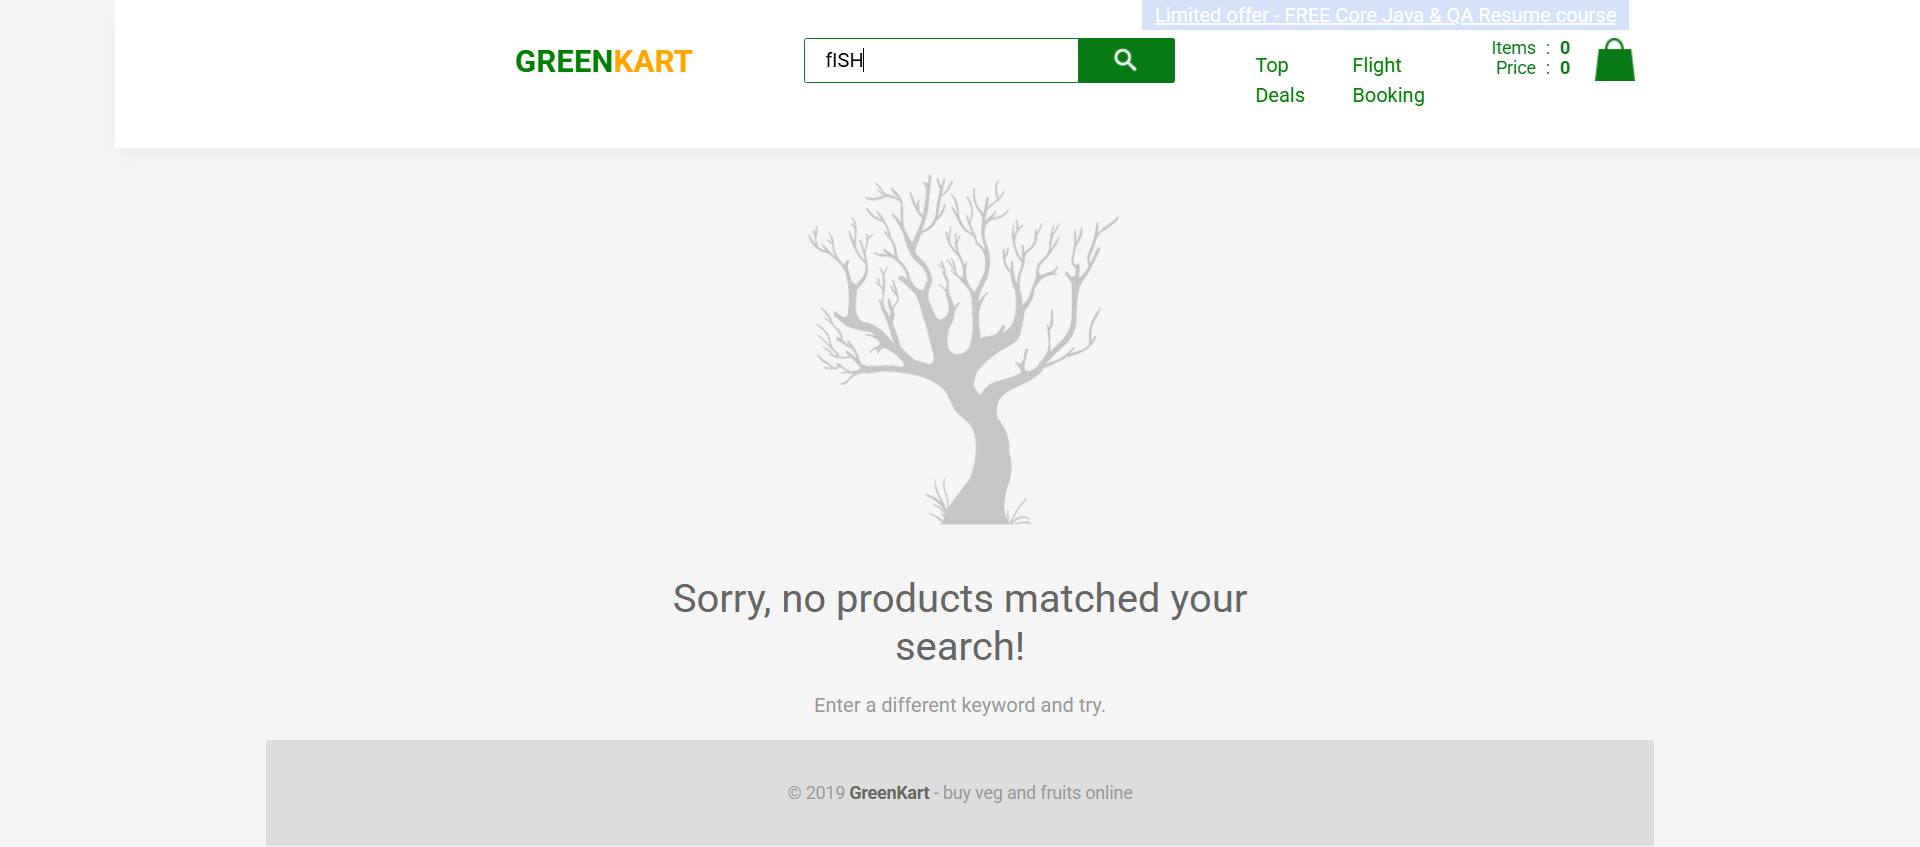 Limited offer - FREE Core Java & QA Resume course
GREENKART
fISH
Top
Deals
Flight
Booking
Items : 0
Price : 0
Sorry, no products matched your
search!
Enter a different keyword and try.
© 2019 GreenKart - buy veg and fruits online